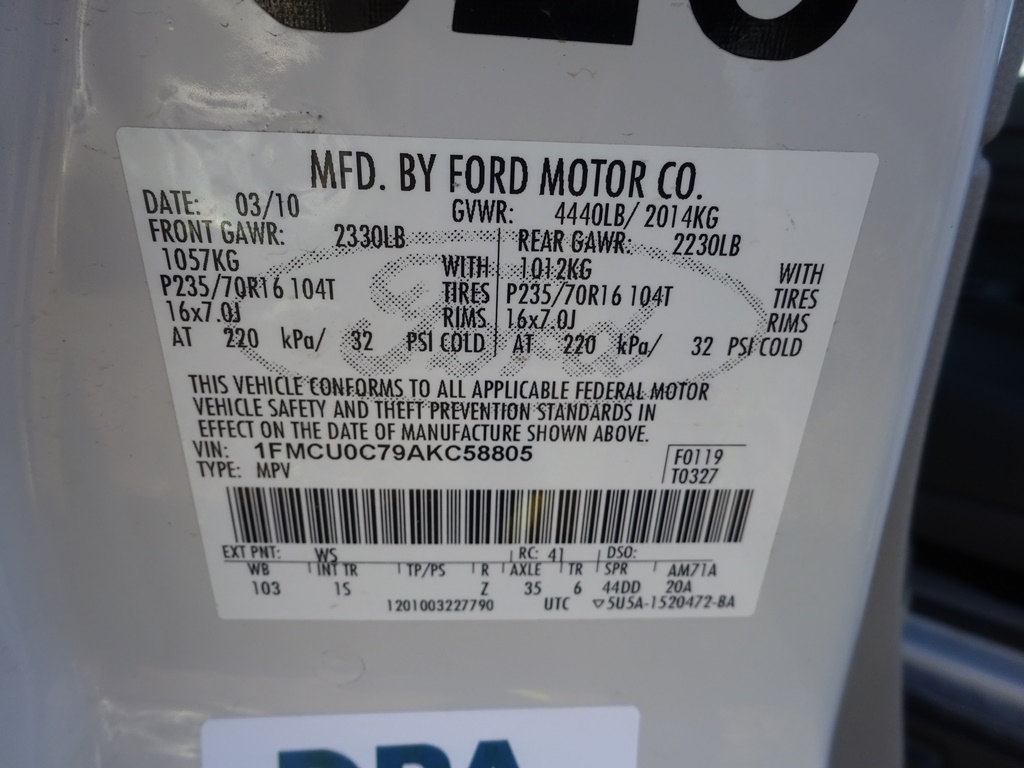 MFD. BY FORD MOTOR CO.
DATE: 03/10 GVWR: 4440LB/ 2014KG
FRONT GAWR: 2330LB REAR GAWR: 2230LB
1057KG WITH 1012KG WITH
P235/70R16 104T TIRES P235/70R16 104T TIRES
16x7.0J RIMS 16x7.0J RIMS
AT 220 kPa/ 32 PSI COLD AT 220 kPa/ 32 PSI COLD
Ford
THIS VEHICLE CONFORMS TO ALL APPLICABLE FEDERAL MOTOR
VEHICLE SAFETY AND THEFT PREVENTION STANDARDS IN
EFFECT ON THE DATE OF MANUFACTURE SHOWN ABOVE.
VIN: 1FMCU0C79AKC58805 F0119
TYPE: MPV T0327
EXT PNT: WS RC: 41 DSO:
WB INT TR TP/PS R AXLE TR SPR AM71A
103 1S Z 35 6 44DD 20A
1201003227790 UTC ▽5U5A-1520472-BA